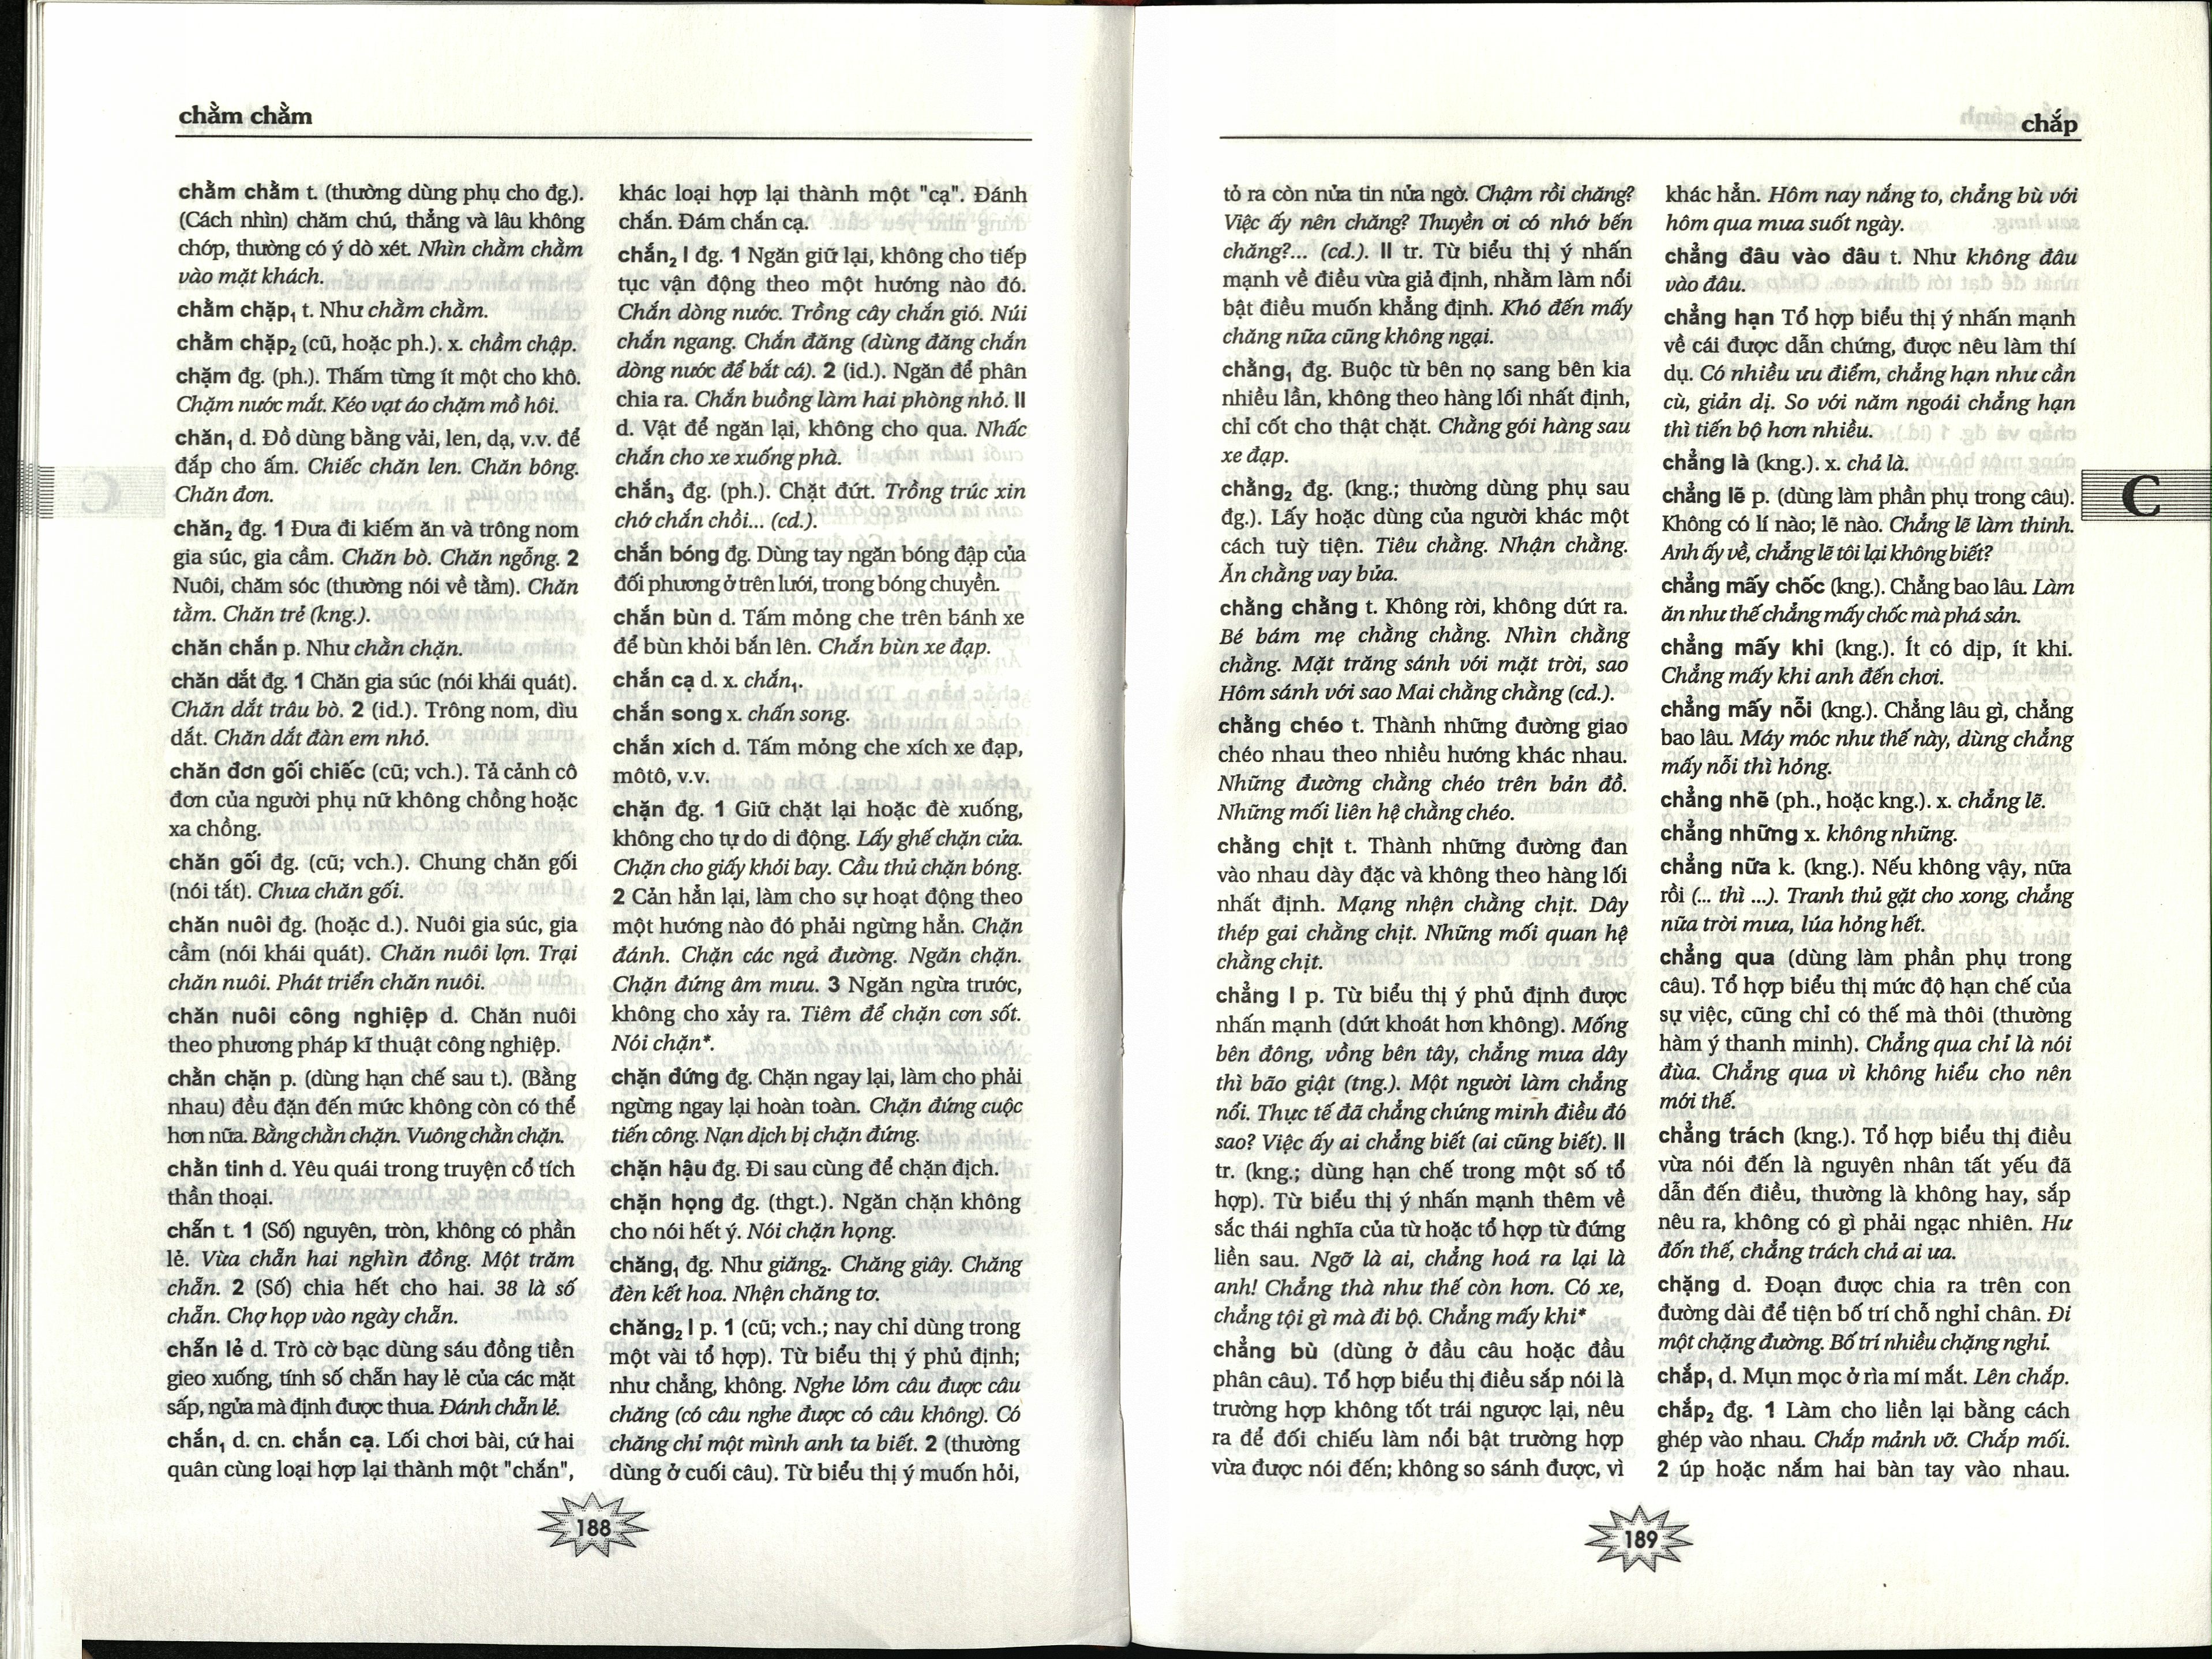 chằm chằm
chằm chằm t. (thường dùng phụ cho đg.).
(Cách nhìn) chăm chú, thẳng và lâu không
chớp, thường có ý dò xét. Nhìn chằm chằm
vào mặt khách.
chằm chặp₁ t. Như chằm chằm.
chằm chặp₂ (cũ, hoặc ph.). x. chầm chập.
chặm đg. (ph.). Thấm từng ít một cho khô.
Chặm nước mắt. Kéo vạt áo chặm mồ hôi.
chăn₁ d. Đồ dùng bằng vải, len, dạ, v.v. để
đắp cho ấm. Chiếc chăn len. Chăn bông.
Chăn đơn.
chăn₂ đg. 1 Đưa đi kiếm ăn và trông nom
gia súc, gia cầm. Chăn bò. Chăn ngỗng. 2
Nuôi, chăm sóc (thường nói về tằm). Chăn
tằm. Chăn trẻ (kng.).
chăn chắn p. Như chằn chặn.
chăn dắt đg. 1 Chăn gia súc (nói khái quát).
Chăn dắt trâu bò. 2 (id.). Trông nom, dìu
dắt. Chăn dắt đàn em nhỏ.
chăn đơn gối chiếc (cũ; vch.). Tả cảnh cô
đơn của người phụ nữ không chồng hoặc
xa chồng.
chăn gối đg. (cũ; vch.). Chung chăn gối
(nói tắt). Chua chăn gối.
chăn nuôi đg. (hoặc d.). Nuôi gia súc, gia
cầm (nói khái quát). Chăn nuôi lợn. Trại
chăn nuôi. Phát triển chăn nuôi.
chăn nuôi công nghiệp d. Chăn nuôi
theo phương pháp kĩ thuật công nghiệp.
chằn chặn p. (dùng hạn chế sau t.). (Bằng
nhau) đều đặn đến mức không còn có thể
hơn nữa. Bằng chằn chặn. Vuông chằn chặn.
chằn tinh d. Yêu quái trong truyện cổ tích
thần thoại.
chẵn t. 1 (Số) nguyên, tròn, không có phần
lẻ. Vừa chẵn hai nghìn đồng. Một trăm
chẵn. 2 (Số) chia hết cho hai. 38 là số
chẵn. Chợ họp vào ngày chẵn.
chẵn lẻ d. Trò cờ bạc dùng sáu đồng tiền
gieo xuống, tính số chẵn hay lẻ của các mặt
sấp, ngửa mà định được thua. Đánh chẵn lẻ.
chắn₁ d. cn. chắn cạ. Lối chơi bài, cứ hai
quân cùng loại hợp lại thành một "chắn",
khác loại hợp lại thành một "cạ". Đánh
chắn. Đám chắn cạ.
chắn₂ I đg. 1 Ngăn giữ lại, không cho tiếp
tục vận động theo một hướng nào đó.
Chắn dòng nước. Trồng cây chắn gió. Núi
chắn ngang. Chắn đăng (dùng đăng chắn
dòng nước để bắt cá). 2 (id.). Ngăn để phân
chia ra. Chắn buồng làm hai phòng nhỏ. II
d. Vật để ngăn lại, không cho qua. Nhấc
chắn cho xe xuống phà.
chắn₃ đg. (ph.). Chặt đứt. Trồng trúc xin
chớ chắn chồi... (cd.).
chắn bóng đg. Dùng tay ngăn bóng đập của
đối phương ở trên lưới, trong bóng chuyền.
chắn bùn d. Tấm mỏng che trên bánh xe
để bùn khỏi bắn lên. Chắn bùn xe đạp.
chắn cạ d. x. chắn₁.
chắn song x. chấn song.
chắn xích d. Tấm mỏng che xích xe đạp,
môtô, v.v.
chặn đg. 1 Giữ chặt lại hoặc đè xuống,
không cho tự do di động. Lấy ghế chặn cửa.
Chặn cho giấy khỏi bay. Cầu thủ chặn bóng.
2 Cản hẳn lại, làm cho sự hoạt động theo
một hướng nào đó phải ngừng hẳn. Chặn
đánh. Chặn các ngả đường. Ngăn chặn.
Chặn đứng âm mưu. 3 Ngăn ngừa trước,
không cho xảy ra. Tiêm để chặn cơn sốt.
Nói chặn*.
chặn đứng đg. Chặn ngay lại, làm cho phải
ngừng ngay lại hoàn toàn. Chặn đứng cuộc
tiến công. Nạn dịch bị chặn đứng.
chặn hậu đg. Đi sau cùng để chặn địch.
chặn họng đg. (thgt.). Ngăn chặn không
cho nói hết ý. Nói chặn họng.
chăng₁ đg. Như giăng₂. Chăng giây. Chăng
đèn kết hoa. Nhện chăng tơ.
chăng₂ I p. 1 (cũ; vch.; nay chỉ dùng trong
một vài tổ hợp). Từ biểu thị ý phủ định;
như chẳng, không. Nghe lỏm câu được câu
chăng (có câu nghe được có câu không). Có
chăng chỉ một mình anh ta biết. 2 (thường
dùng ở cuối câu). Từ biểu thị ý muốn hỏi,
188
chắp
tỏ ra còn nửa tin nửa ngờ. Chậm rồi chăng?
Việc ấy nên chăng? Thuyền ơi có nhớ bến
chăng?... (cd.). II tr. Từ biểu thị ý nhấn
mạnh về điều vừa giả định, nhằm làm nổi
bật điều muốn khẳng định. Khó đến mấy
chăng nữa cũng không ngại.
chằng₁ đg. Buộc từ bên nọ sang bên kia
nhiều lần, không theo hàng lối nhất định,
chỉ cốt cho thật chặt. Chằng gói hàng sau
xe đạp.
chằng₂ đg. (kng.; thường dùng phụ sau
đg.). Lấy hoặc dùng của người khác một
cách tuỳ tiện. Tiêu chằng. Nhận chằng.
Ăn chằng vay bửa.
chằng chằng t. Không rời, không dứt ra.
Bé bám mẹ chằng chằng. Nhìn chằng
chằng. Mặt trăng sánh với mặt trời, sao
Hôm sánh với sao Mai chằng chằng (cd.).
chằng chéo t. Thành những đường giao
chéo nhau theo nhiều hướng khác nhau.
Những đường chằng chéo trên bản đồ.
Những mối liên hệ chằng chéo.
chằng chịt t. Thành những đường đan
vào nhau dày đặc và không theo hàng lối
nhất định. Mạng nhện chằng chịt. Dây
thép gai chằng chịt. Những mối quan hệ
chằng chịt.
chẳng I p. Từ biểu thị ý phủ định được
nhấn mạnh (dứt khoát hơn không). Mống
bên đông, vồng bên tây, chẳng mưa dây
thì bão giật (tng.). Một người làm chẳng
nổi. Thực tế đã chẳng chứng minh điều đó
sao? Việc ấy ai chẳng biết (ai cũng biết). II
tr. (kng.; dùng hạn chế trong một số tổ
hợp). Từ biểu thị ý nhấn mạnh thêm về
sắc thái nghĩa của từ hoặc tổ hợp từ đứng
liền sau. Ngỡ là ai, chẳng hoá ra lại là
anh! Chẳng thà như thế còn hơn. Có xe,
chẳng tội gì mà đi bộ. Chẳng mấy khi*
chẳng bù (dùng ở đầu câu hoặc đầu
phân câu). Tổ hợp biểu thị điều sắp nói là
trường hợp không tốt trái ngược lại, nêu
ra để đối chiếu làm nổi bật trường hợp
vừa được nói đến; không so sánh được, vì
khác hẳn. Hôm nay nắng to, chẳng bù với
hôm qua mưa suốt ngày.
chẳng đâu vào đâu t. Như không đâu
vào đâu.
chẳng hạn Tổ hợp biểu thị ý nhấn mạnh
về cái được dẫn chứng, được nêu làm thí
dụ. Có nhiều ưu điểm, chẳng hạn như cần
cù, giản dị. So với năm ngoái chẳng hạn
thì tiến bộ hơn nhiều.
chẳng là (kng.). x. chả là.
chẳng lẽ p. (dùng làm phần phụ trong câu).
Không có lí nào; lẽ nào. Chẳng lẽ làm thinh.
Anh ấy về, chẳng lẽ tôi lại không biết?
chẳng mấy chốc (kng.). Chẳng bao lâu. Làm
ăn như thế chẳng mấy chốc mà phá sản.
chẳng mấy khi (kng.). Ít có dịp, ít khi.
Chẳng mấy khi anh đến chơi.
chẳng mấy nỗi (kng.). Chẳng lâu gì, chẳng
bao lâu. Máy móc như thế này, dùng chẳng
mấy nỗi thì hỏng.
chẳng nhẽ (ph., hoặc kng.). x. chẳng lẽ.
chẳng những x. không những.
chẳng nữa k. (kng.). Nếu không vậy, nữa
rồi (... thì ...). Tranh thủ gặt cho xong, chẳng
nữa trời mưa, lúa hỏng hết.
chẳng qua (dùng làm phần phụ trong
câu). Tổ hợp biểu thị mức độ hạn chế của
sự việc, cũng chỉ có thế mà thôi (thường
hàm ý thanh minh). Chẳng qua chỉ là nói
đùa. Chẳng qua vì không hiểu cho nên
mới thế.
chẳng trách (kng.). Tổ hợp biểu thị điều
vừa nói đến là nguyên nhân tất yếu đã
dẫn đến điều, thường là không hay, sắp
nêu ra, không có gì phải ngạc nhiên. Hư
đốn thế, chẳng trách chả ai ưa.
chặng d. Đoạn được chia ra trên con
đường dài để tiện bố trí chỗ nghỉ chân. Đi
một chặng đường. Bố trí nhiều chặng nghỉ.
chắp₁ d. Mụn mọc ở rìa mí mắt. Lên chắp.
chắp₂ đg. 1 Làm cho liền lại bằng cách
ghép vào nhau. Chắp mảnh vỡ. Chắp mối.
2 úp hoặc nắm hai bàn tay vào nhau.
C
189